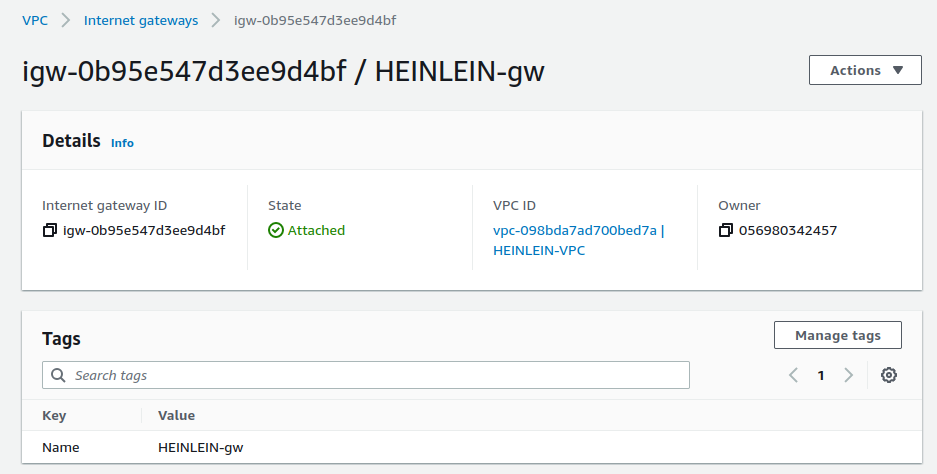 VPC > Internet gateways > igw-0b95e547d3ee9d4bf
igw-0b95e547d3ee9d4bf / HEINLEIN-gw
Actions ▼
Details Info
Internet gateway ID
State
VPC ID
Owner
igw-0b95e547d3ee9d4bf
Attached
vpc-098bda7ad700bed7a |
HEINLEIN-VPC
056980342457
Tags
Manage tags
Search tags
< 1 >
Key Value
Name HEINLEIN-gw